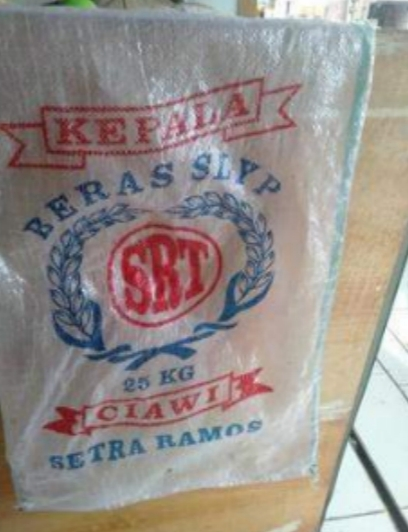 KEPALA
BERAS SLYP
SRT
25 KG
CIAWI
SETRA RAMOS